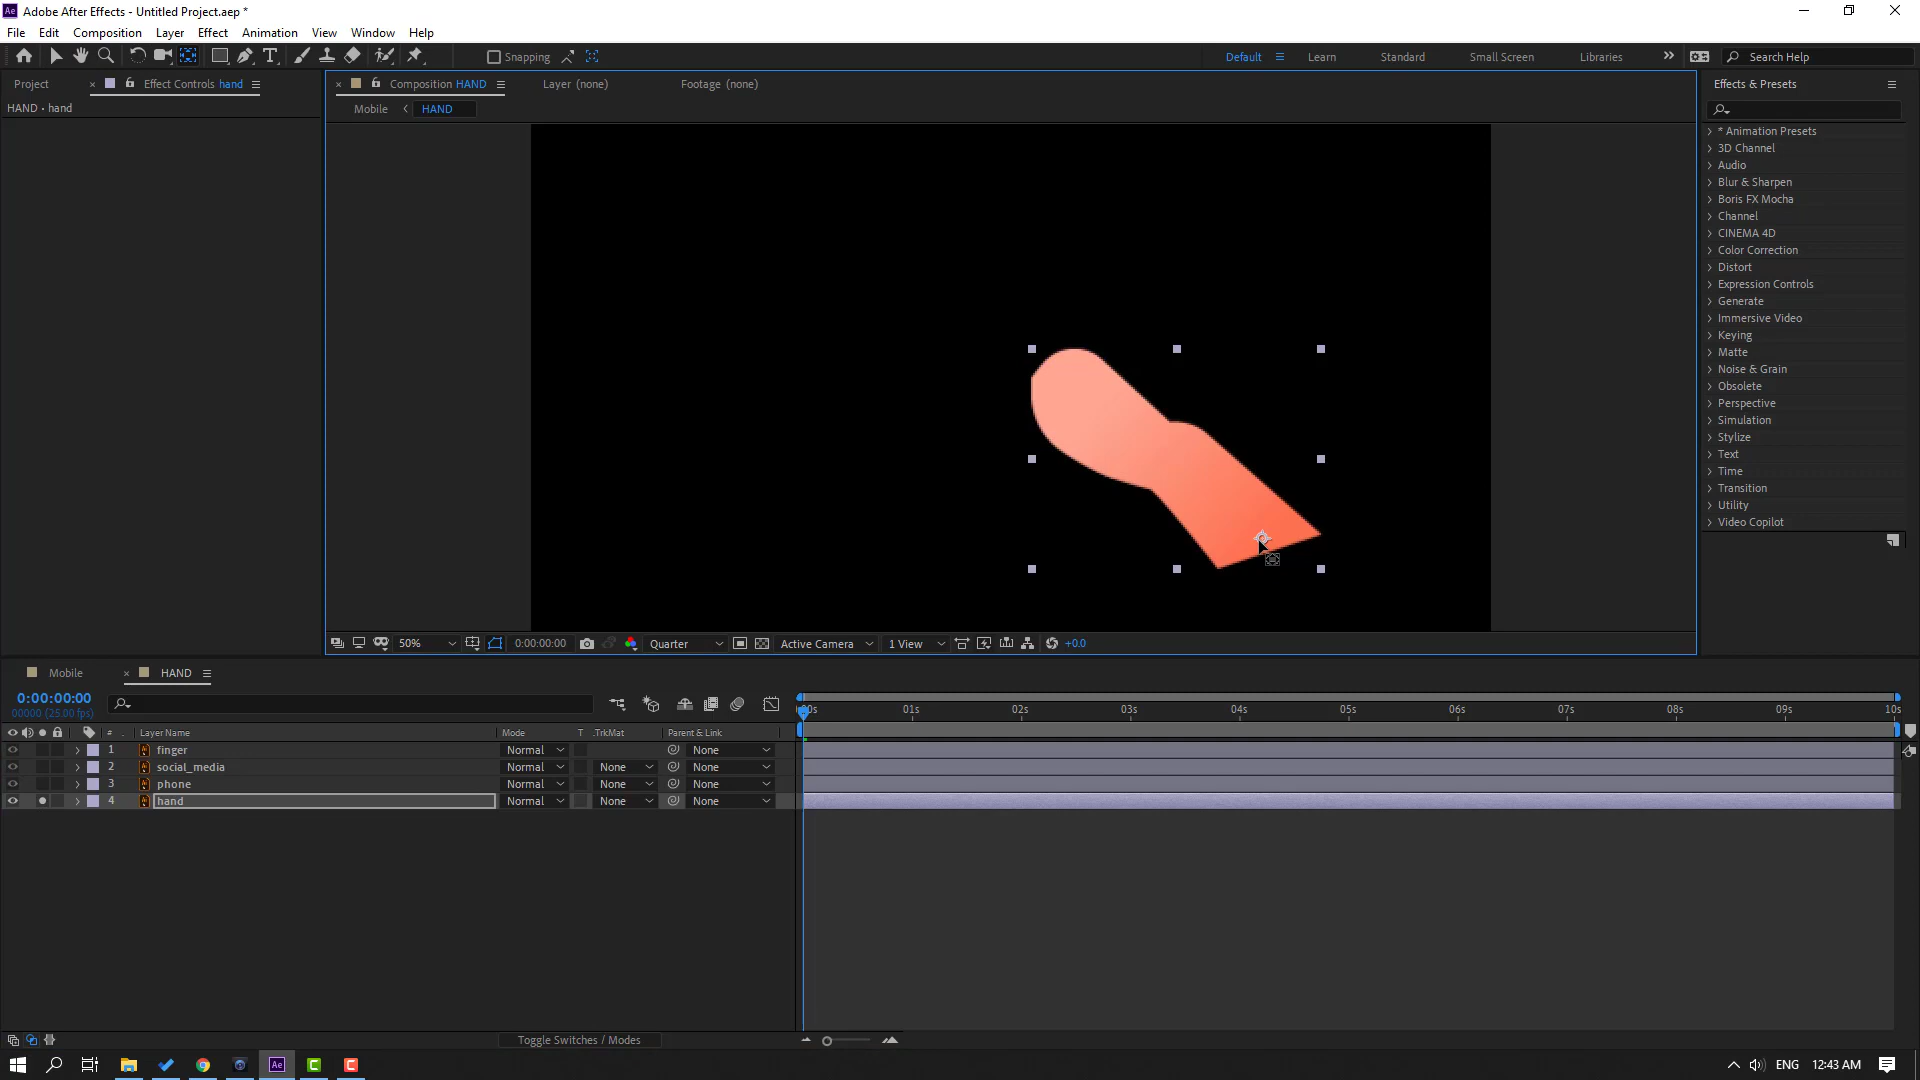 Adobe After Effects - Untitled Project.aep *
File Edit Composition Layer Effect Animation View Window Help
Snapping
Default Learn Standard Small Screen Libraries Search Help
Project
Effect Controls hand
HAND • hand
Composition HAND
Layer (none)
Footage (none)
Mobile HAND
Effects & Presets
* Animation Presets
3D Channel
Audio
Blur & Sharpen
Boris FX Mocha
Channel
CINEMA 4D
Color Correction
Distort
Expression Controls
Generate
Immersive Video
Keying
Matte
Noise & Grain
Obsolete
Perspective
Simulation
Stylize
Text
Time
Transition
Utility
Video Copilot
50% 0:00:00:00 Quarter Active Camera 1 View +0.0
Mobile HAND
0:00:00:00
00000 (25.00 fps)
:00s 01s 02s 03s 04s 05s 06s 07s 08s 09s 10s
# Layer Name Mode T .TrkMat Parent & Link
1 finger Normal None
2 social_media Normal None None
3 phone Normal None None
4 hand Normal None None
Toggle Switches / Modes
ENG 12:43 AM